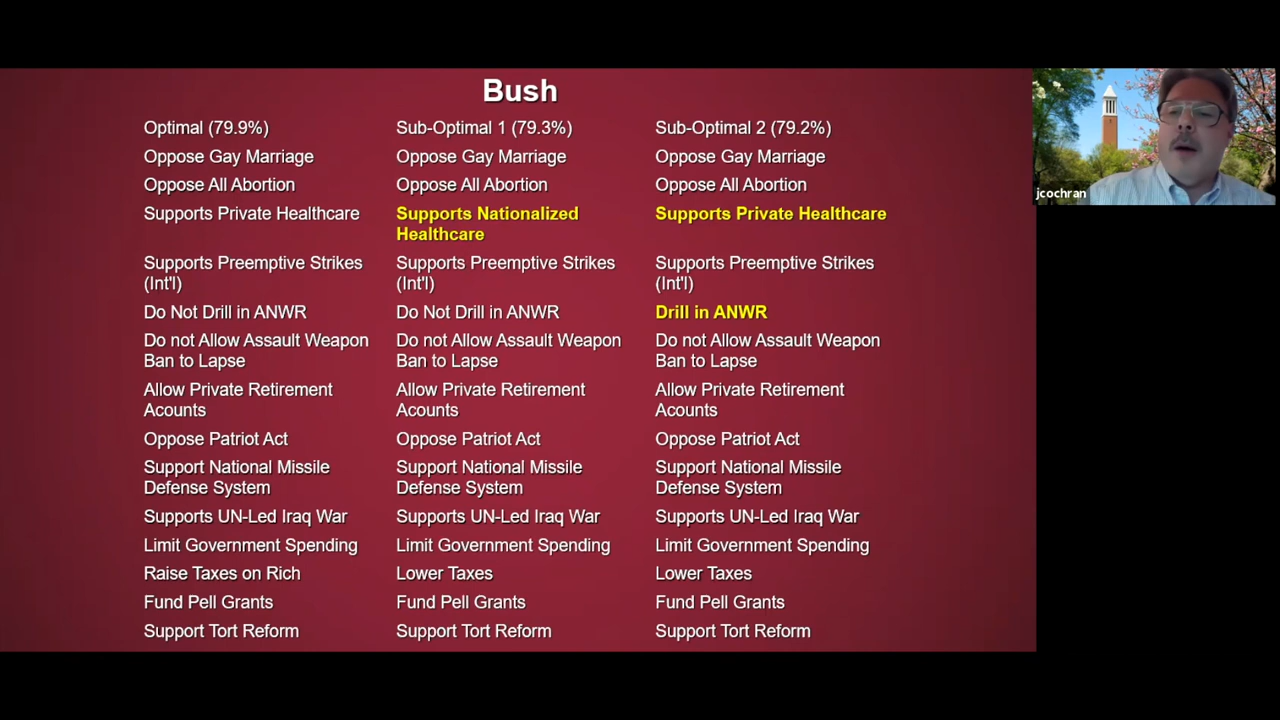 Bush
Optimal (79.9%)
Sub-Optimal 1 (79.3%)
Sub-Optimal 2 (79.2%)
Oppose Gay Marriage
Oppose Gay Marriage
Oppose Gay Marriage
Oppose All Abortion
Oppose All Abortion
Oppose All Abortion
Supports Private Healthcare
Supports Nationalized
Healthcare
Supports Private Healthcare
Supports Preemptive Strikes
(Int'l)
Supports Preemptive Strikes
(Int'l)
Supports Preemptive Strikes
(Int'l)
Do Not Drill in ANWR
Do Not Drill in ANWR
Drill in ANWR
Do not Allow Assault Weapon
Ban to Lapse
Do not Allow Assault Weapon
Ban to Lapse
Do not Allow Assault Weapon
Ban to Lapse
Allow Private Retirement
Acounts
Allow Private Retirement
Acounts
Allow Private Retirement
Acounts
Oppose Patriot Act
Oppose Patriot Act
Oppose Patriot Act
Support National Missile
Defense System
Support National Missile
Defense System
Support National Missile
Defense System
Supports UN-Led Iraq War
Supports UN-Led Iraq War
Supports UN-Led Iraq War
Limit Government Spending
Limit Government Spending
Limit Government Spending
Raise Taxes on Rich
Lower Taxes
Lower Taxes
Fund Pell Grants
Fund Pell Grants
Fund Pell Grants
Support Tort Reform
Support Tort Reform
Support Tort Reform
jcochran